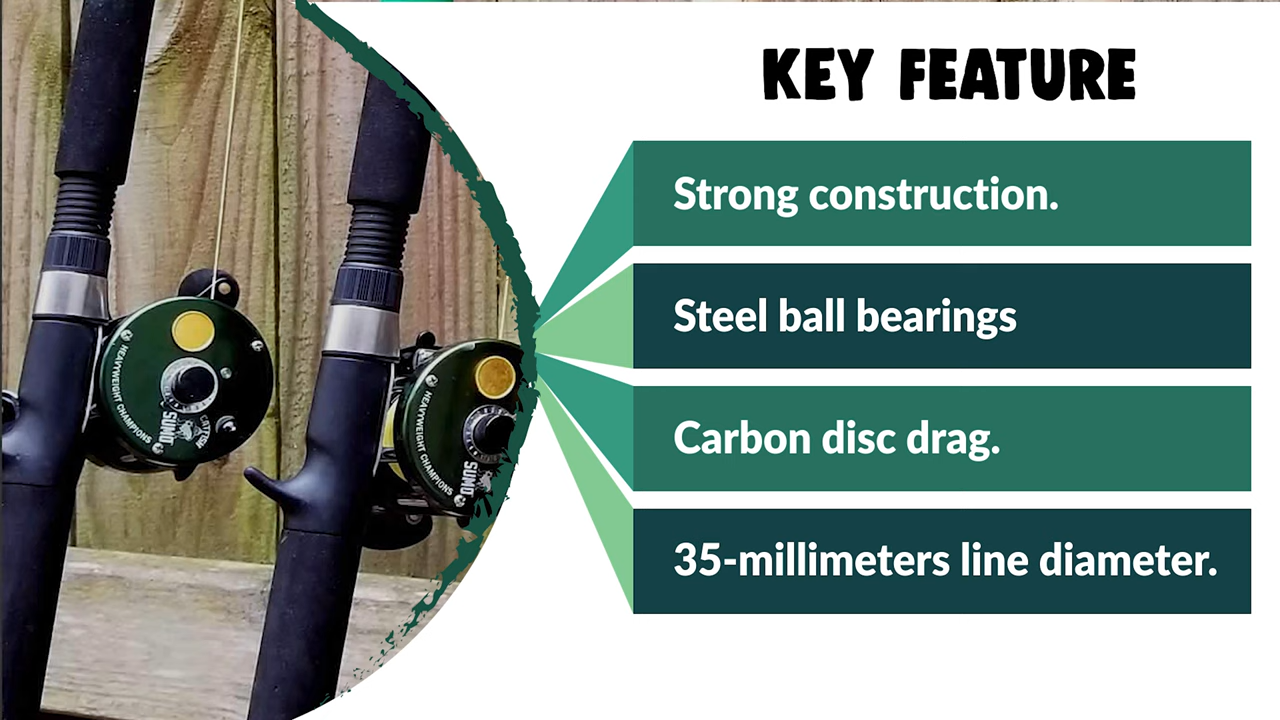 KEY FEATURE
Strong construction.
Steel ball bearings
Carbon disc drag.
35-millimeters line diameter.
HEAVYWEIGHT CHAMPIONS
CATFISH
SUMO
HEAVYWEIGHT CHAMPIONS
SUMO